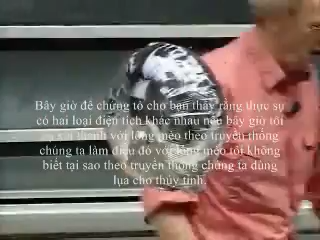 Bây giờ để chứng tỏ cho bạn thấy rằng thực sự
có hai loại điện tích khác nhau nếu bây giờ tôi
thanh với lông mèo theo truyền thống
chúng ta làm điều đó với lông mèo tôi không
biết tại sao theo truyền thống chúng ta dùng
lụa cho thủy tinh.